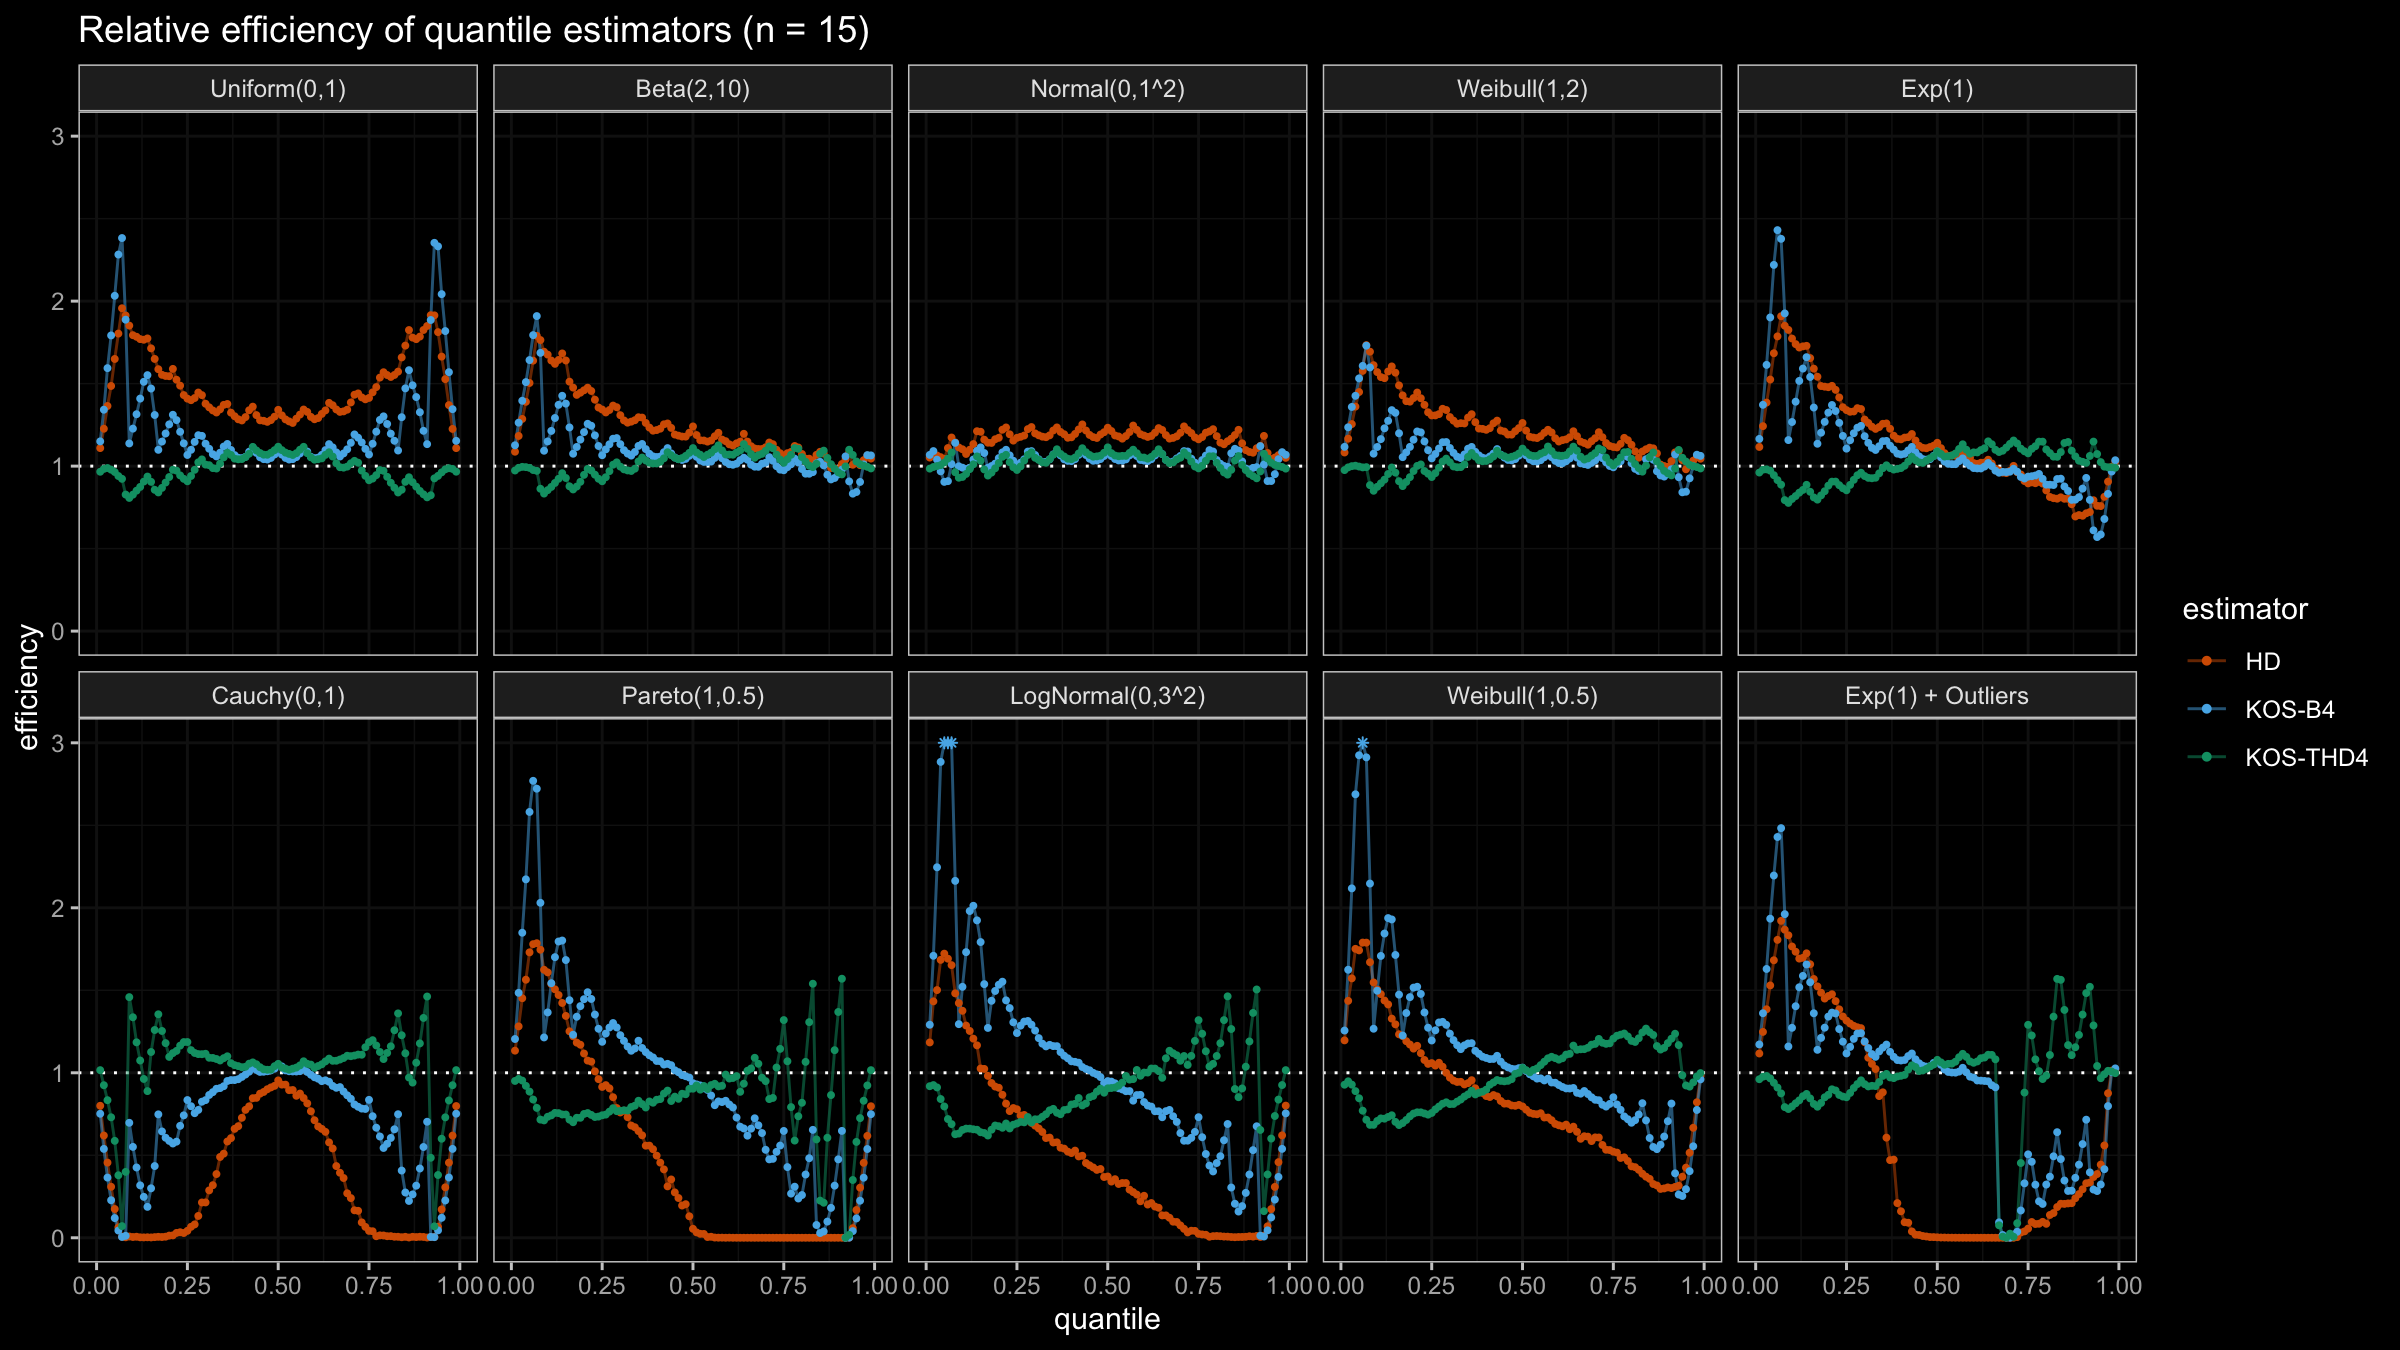 Relative efficiency of quantile estimators (n = 15)
Uniform(0,1)
Beta(2,10)
Normal(0,1^2)
Weibull(1,2)
Exp(1)
3
2
1
0
efficiency
Cauchy(0,1)
Pareto(1,0.5)
LogNormal(0,3^2)
Weibull(1,0.5)
Exp(1) + Outliers
3
2
1
0
0.00 0.25 0.50 0.75 1.00
0.00 0.25 0.50 0.75 1.00
0.00 0.25 0.50 0.75 1.00
0.00 0.25 0.50 0.75 1.00
0.00 0.25 0.50 0.75 1.00
quantile
estimator
HD
KOS-B4
KOS-THD4